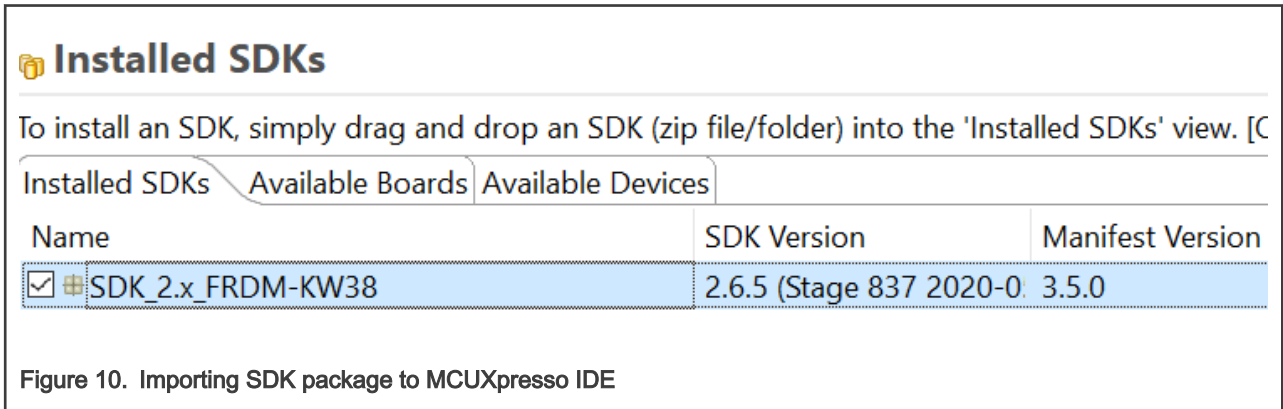 Installed SDKs
To install an SDK, simply drag and drop an SDK (zip file/folder) into the 'Installed SDKs' view. [
Installed SDKs Available Boards Available Devices
Name SDK Version Manifest Version
SDK_2.x_FRDM-KW38 2.6.5 (Stage 837 2020-0 3.5.0
Figure 10. Importing SDK package to MCUXpresso IDE